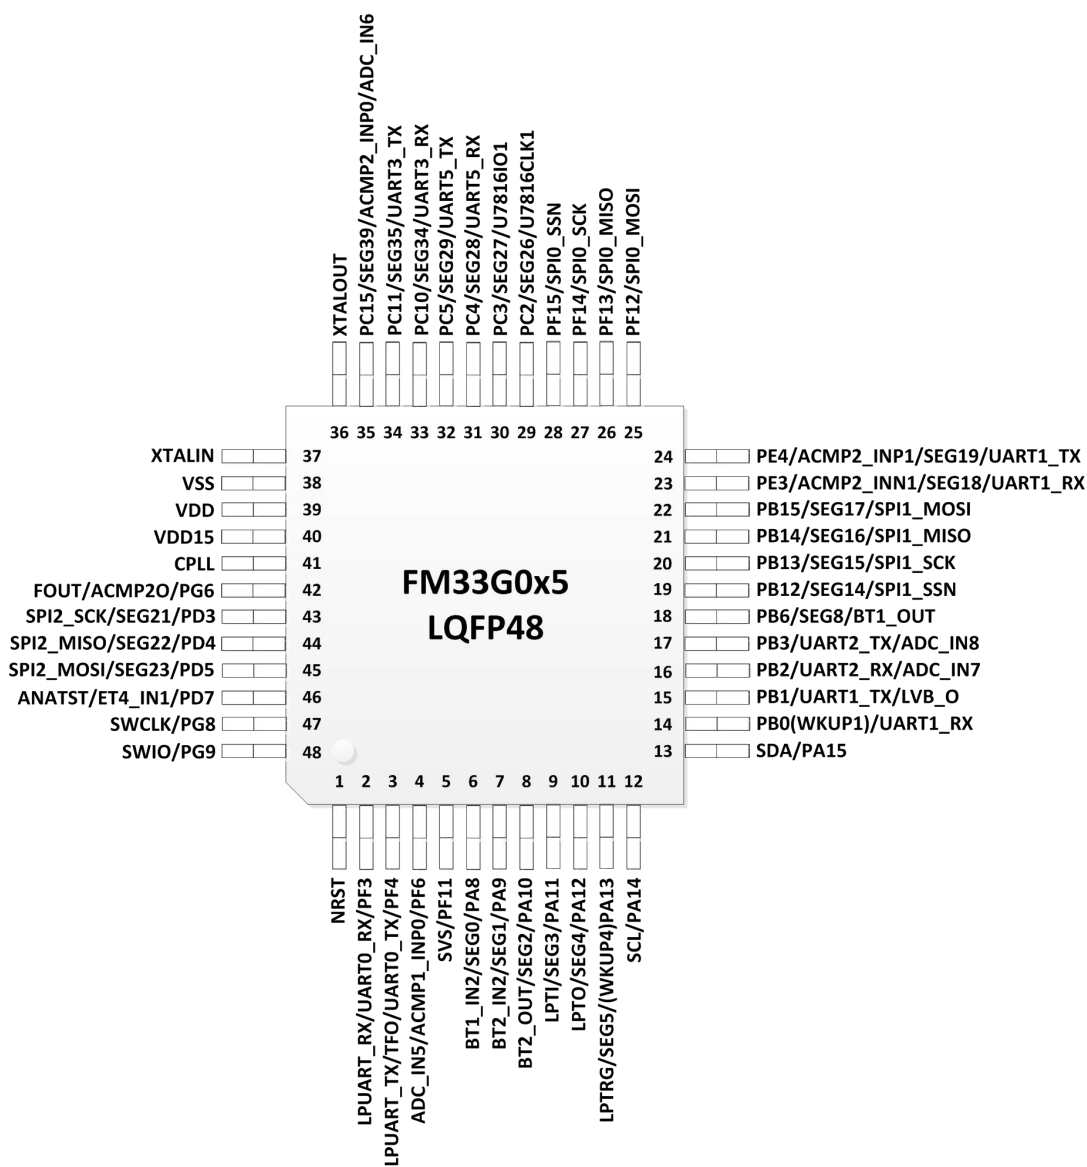 XTALOUT
PC15/SEG39/ACMP2_INP0/ADC_IN6
PC11/SEG35/UART3_TX
PC10/SEG34/UART3_RX
PC5/SEG29/UART5_TX
PC4/SEG28/UART5_RX
PC3/SEG27/U7816IO1
PC2/SEG26/U7816CLK1
PF15/SPI0_SSN
PF14/SPI0_SCK
PF13/SPI0_MISO
PF12/SPI0_MOSI
36 35 34 33 32 31 30 29 28 27 26 25
XTALIN 37
VSS 38
VDD 39
VDD15 40
CPLL 41
FOUT/ACMP2O/PG6 42
SPI2_SCK/SEG21/PD3 43
SPI2_MISO/SEG22/PD4 44
SPI2_MOSI/SEG23/PD5 45
ANATST/ET4_IN1/PD7 46
SWCLK/PG8 47
SWIO/PG9 48
FM33G0x5
LQFP48
24 PE4/ACMP2_INP1/SEG19/UART1_TX
23 PE3/ACMP2_INN1/SEG18/UART1_RX
22 PB15/SEG17/SPI1_MOSI
21 PB14/SEG16/SPI1_MISO
20 PB13/SEG15/SPI1_SCK
19 PB12/SEG14/SPI1_SSN
18 PB6/SEG8/BT1_OUT
17 PB3/UART2_TX/ADC_IN8
16 PB2/UART2_RX/ADC_IN7
15 PB1/UART1_TX/LVB_O
14 PB0(WKUP1)/UART1_RX
13 SDA/PA15
1 2 3 4 5 6 7 8 9 10 11 12
NRST
LPUART_RX/UART0_RX/PF3
LPUART_TX/TFO/UART0_TX/PF4
ADC_IN5/ACMP1_INP0/PF6
SVS/PF11
BT1_IN2/SEG0/PA8
BT2_IN2/SEG1/PA9
BT2_OUT/SEG2/PA10
LPTI/SEG3/PA11
LPTO/SEG4/PA12
LPTRG/SEG5/(WKUP4)PA13
SCL/PA14